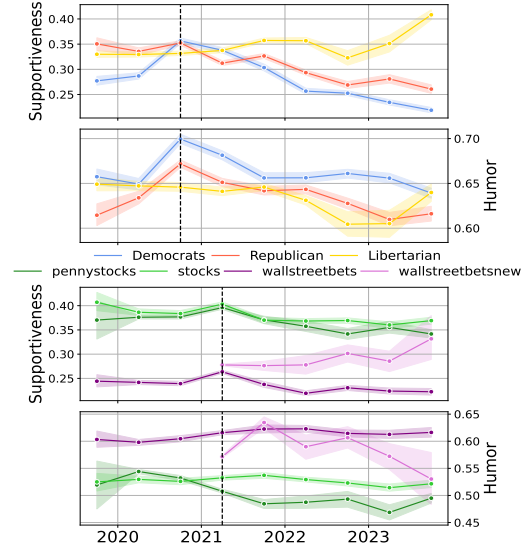 Supportiveness
0.40
0.35
0.30
0.25
Humor
0.70
0.65
0.60
Democrats Republican Libertarian
pennystocks stocks wallstreetbets wallstreetbetsnew
Supportiveness
0.40
0.35
0.30
0.25
Humor
0.65
0.60
0.55
0.50
0.45
2020 2021 2022 2023